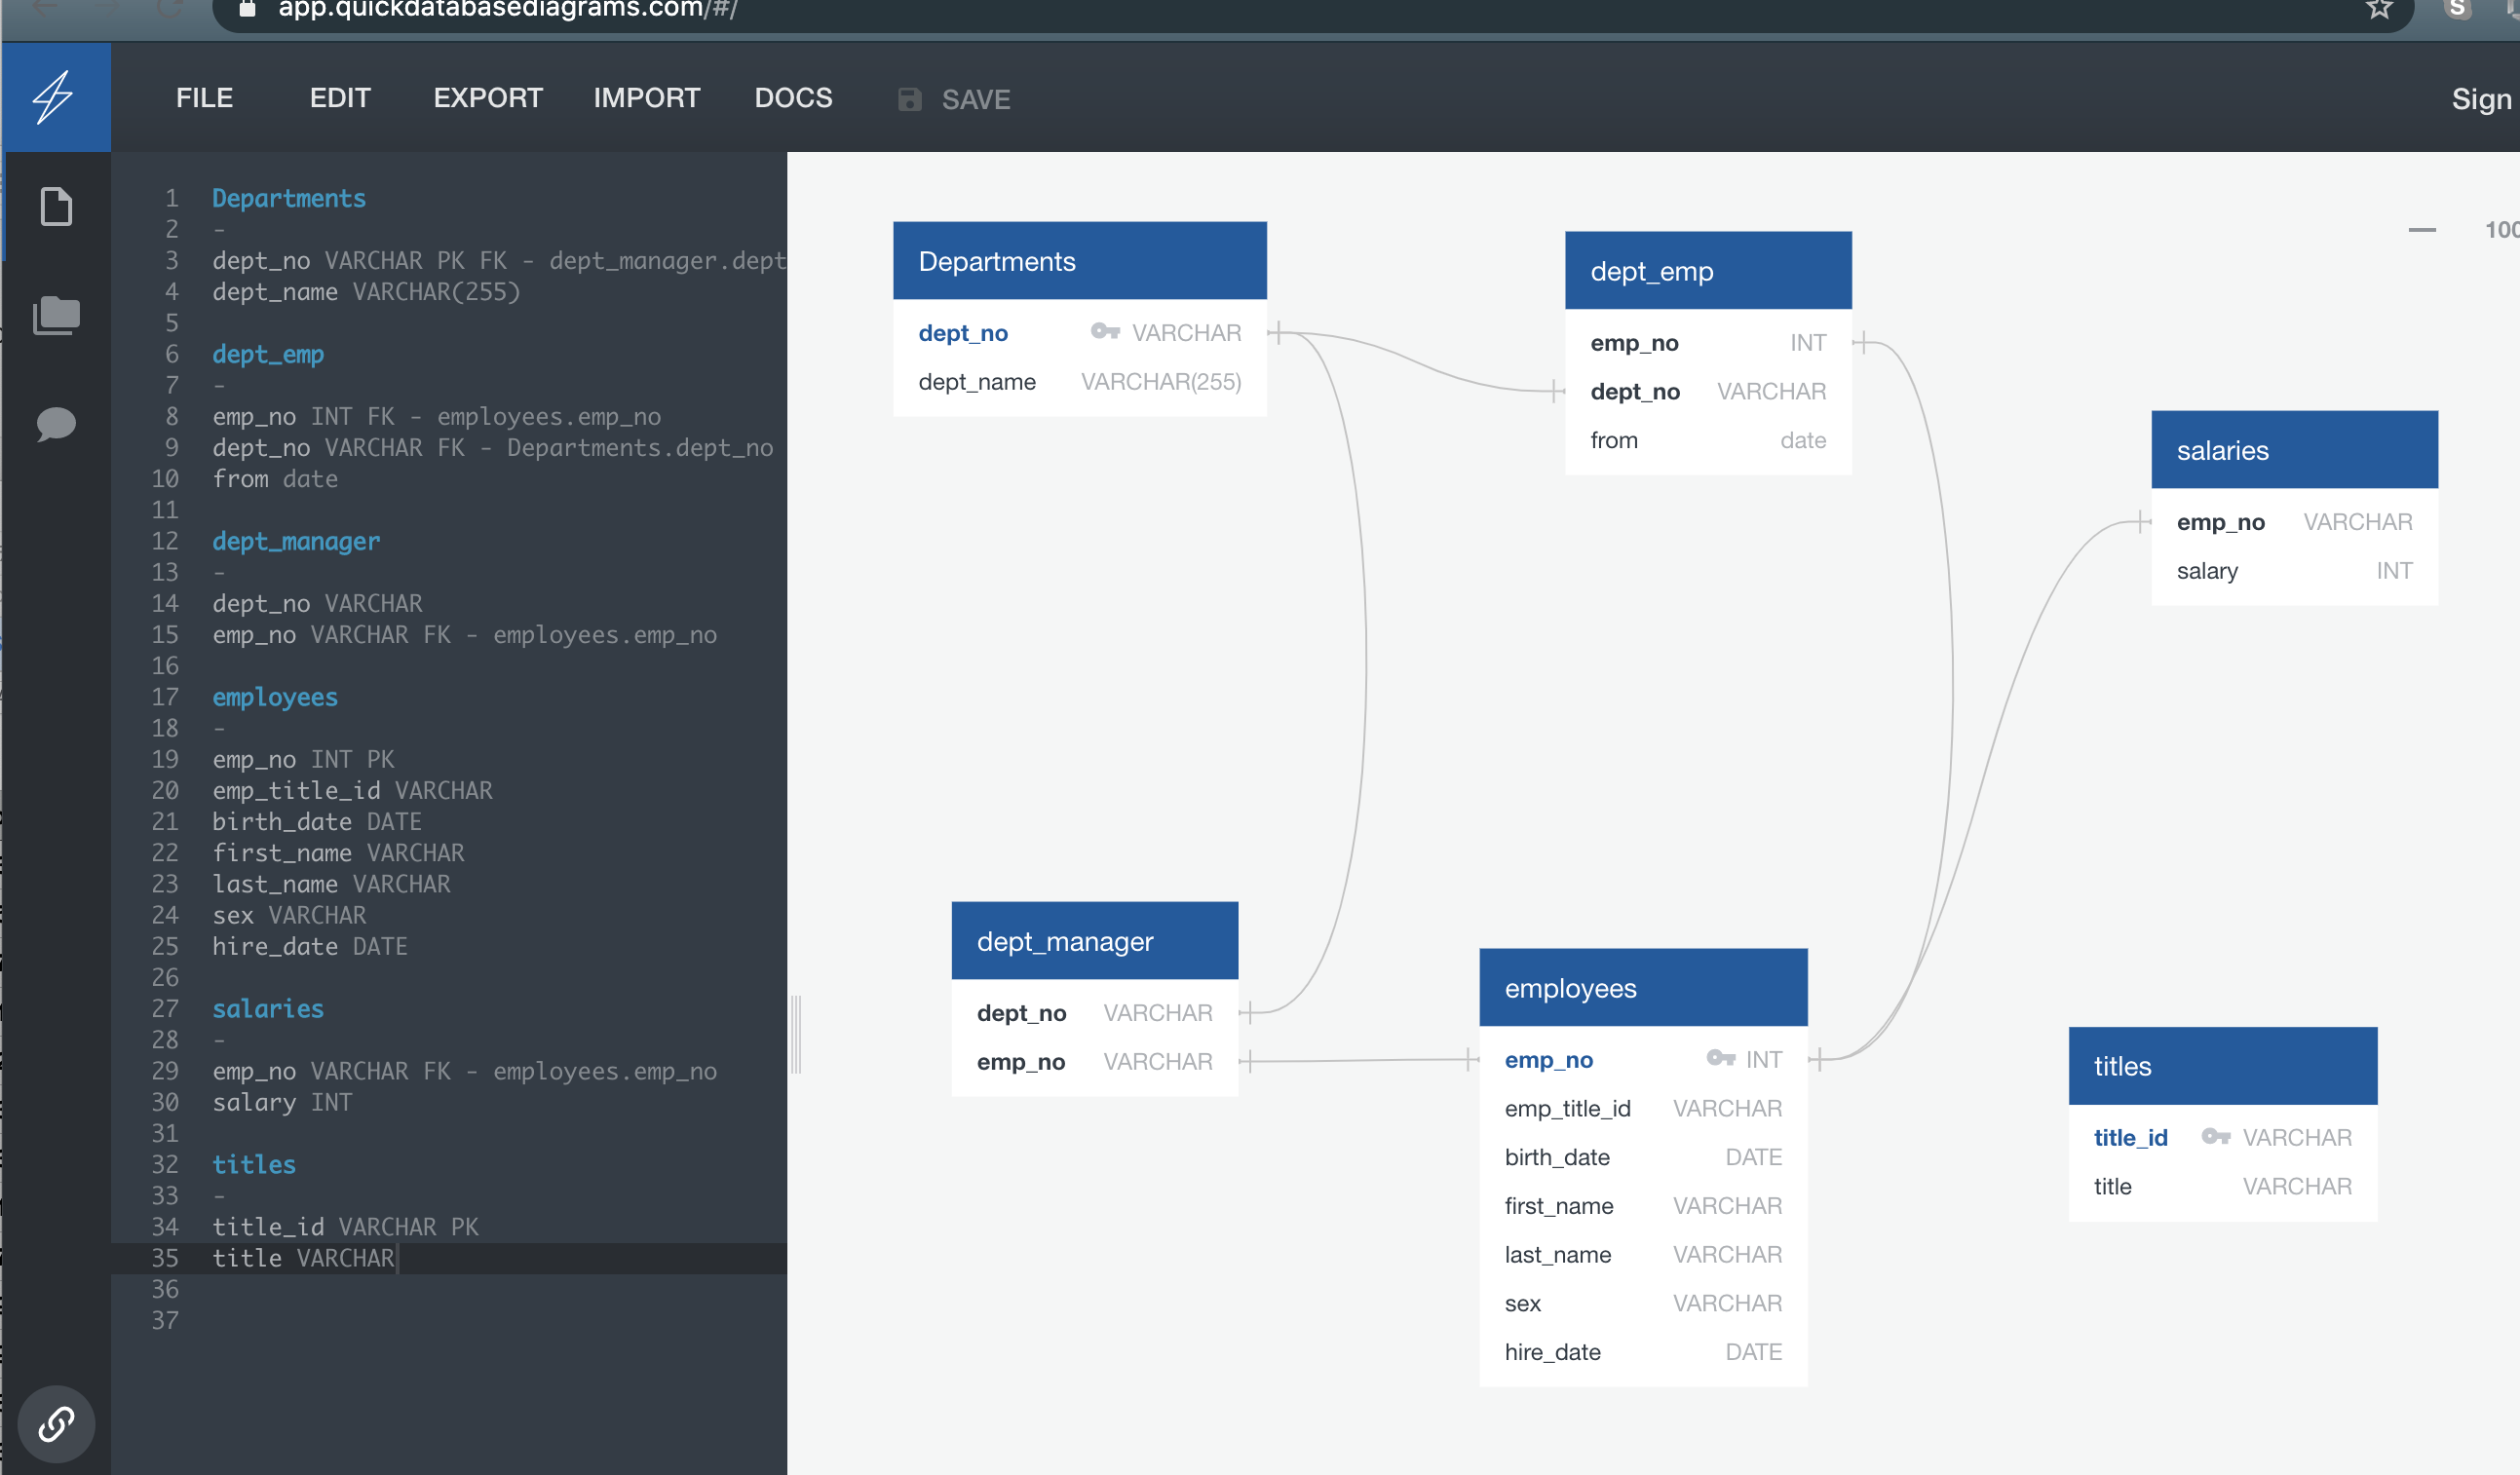 app.quickdatabasediagrams.com/#/
FILE EDIT EXPORT IMPORT DOCS SAVE Sign
1 Departments
2 -
3 dept_no VARCHAR PK FK - dept_manager.dept
4 dept_name VARCHAR(255)
5
6 dept_emp
7 -
8 emp_no INT FK - employees.emp_no
9 dept_no VARCHAR FK - Departments.dept_no
10 from date
11
12 dept_manager
13 -
14 dept_no VARCHAR
15 emp_no VARCHAR FK - employees.emp_no
16
17 employees
18 -
19 emp_no INT PK
20 emp_title_id VARCHAR
21 birth_date DATE
22 first_name VARCHAR
23 last_name VARCHAR
24 sex VARCHAR
25 hire_date DATE
26
27 salaries
28 -
29 emp_no VARCHAR FK - employees.emp_no
30 salary INT
31
32 titles
33 -
34 title_id VARCHAR PK
35 title VARCHAR
36
37
100
Departments
dept_no VARCHAR
dept_name VARCHAR(255)
dept_emp
emp_no INT
dept_no VARCHAR
from date
salaries
emp_no VARCHAR
salary INT
dept_manager
dept_no VARCHAR
emp_no VARCHAR
employees
emp_no INT
emp_title_id VARCHAR
birth_date DATE
first_name VARCHAR
last_name VARCHAR
sex VARCHAR
hire_date DATE
titles
title_id VARCHAR
title VARCHAR